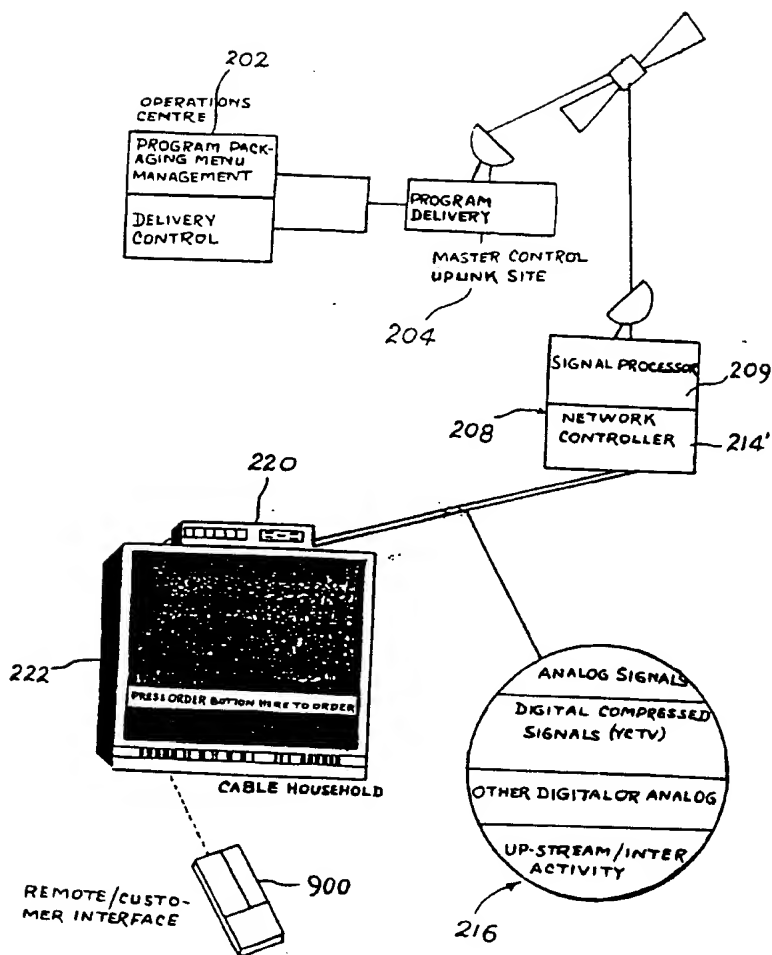 202
OPERATIONS
CENTRE
PROGRAM PACK-
AGING MENU
MANAGEMENT
DELIVERY
CONTROL
PROGRAM
DELIVERY
MASTER CONTROL
UPLINK SITE
204
SIGNAL PROCESSOR
209
208
NETWORK
CONTROLLER
214'
220
222
PRESS ORDER BUTTON HERE TO ORDER
CABLE HOUSEHOLD
REMOTE/CUSTO-
MER INTERFACE
900
ANALOG SIGNALS
DIGITAL COMPRESSED
SIGNALS (YCTV)
OTHER DIGITAL OR ANALOG
UP-STREAM/INTER
ACTIVITY
216